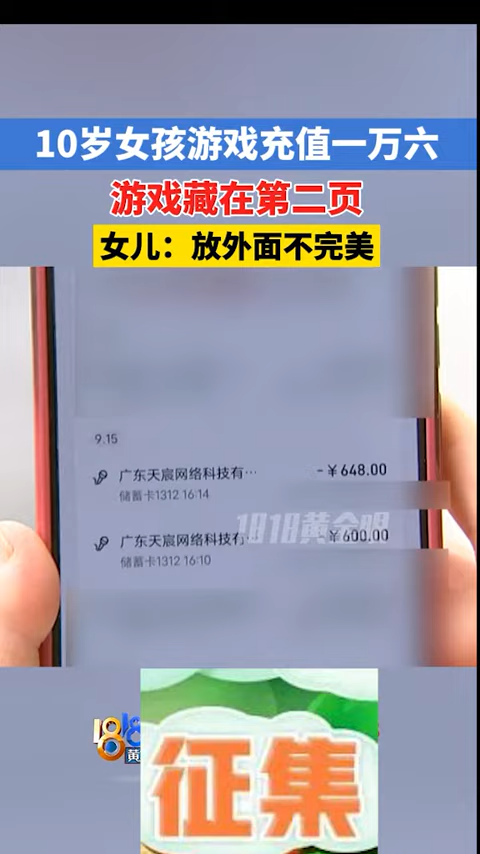 10岁女孩游戏充值一万六
游戏藏在第二页
女儿：放外面不完美
9.15
广东天宸网络科技有…
-￥648.00
储蓄卡1312 16:14
1818黄金眼
广东天宸网络科技有…
￥600.00
储蓄卡1312 16:10
1818
黄
征集